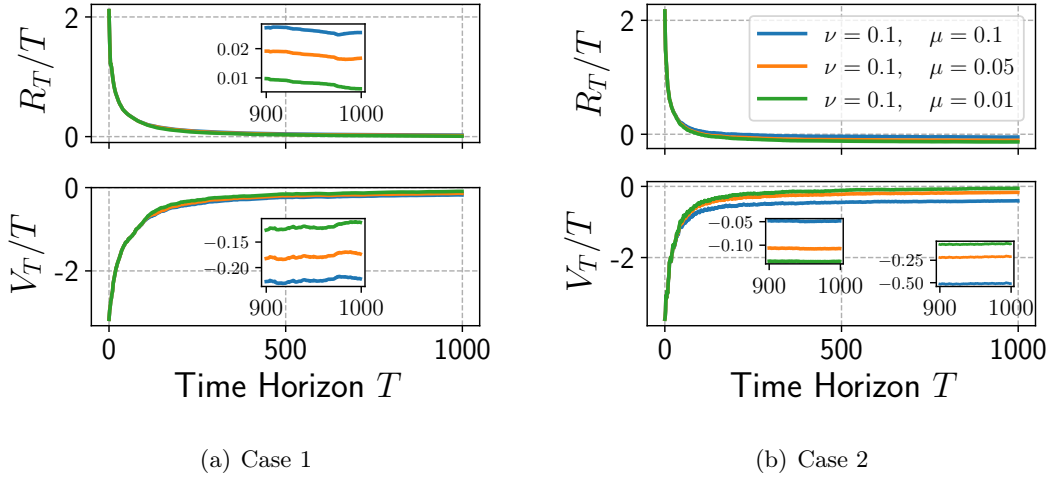 R_T/T
2
0
0.02
0.01
900
1000
V_T/T
0
-2
−0.15
−0.20
900
1000
0
500
1000
Time Horizon T
(a) Case 1
R_T/T
2
0
ν = 0.1, μ = 0.1
ν = 0.1, μ = 0.05
ν = 0.1, μ = 0.01
V_T/T
0
-2
−0.05
−0.10
900
1000
−0.25
−0.50
900
1000
0
500
1000
Time Horizon T
(b) Case 2